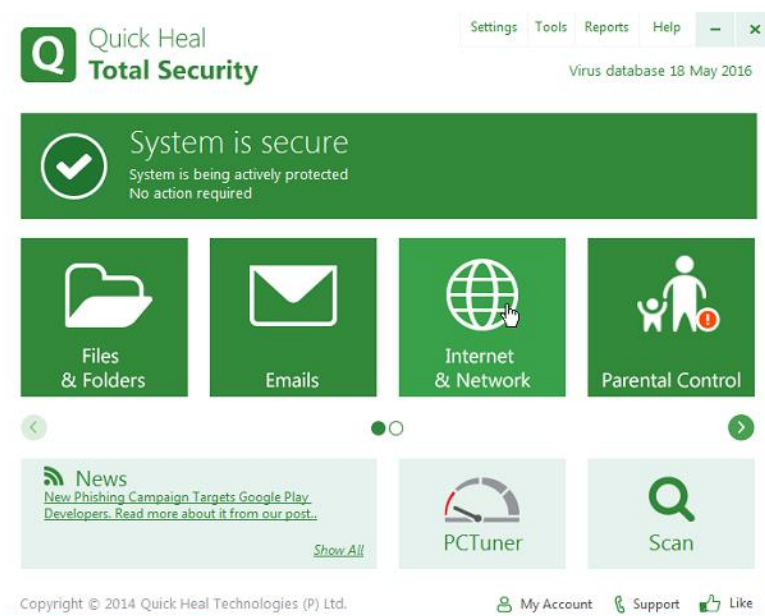 Q
Quick Heal
Total Security
Settings Tools Reports Help
Virus database 18 May 2016
System is secure
System is being actively protected
No action required
Files
& Folders
Emails
Internet
& Network
Parental Control
News
New Phishing Campaign Targets Google Play
Developers. Read more about it from our post..
Show All
PCTuner
Scan
Copyright © 2014 Quick Heal Technologies (P) Ltd.
My Account Support Like